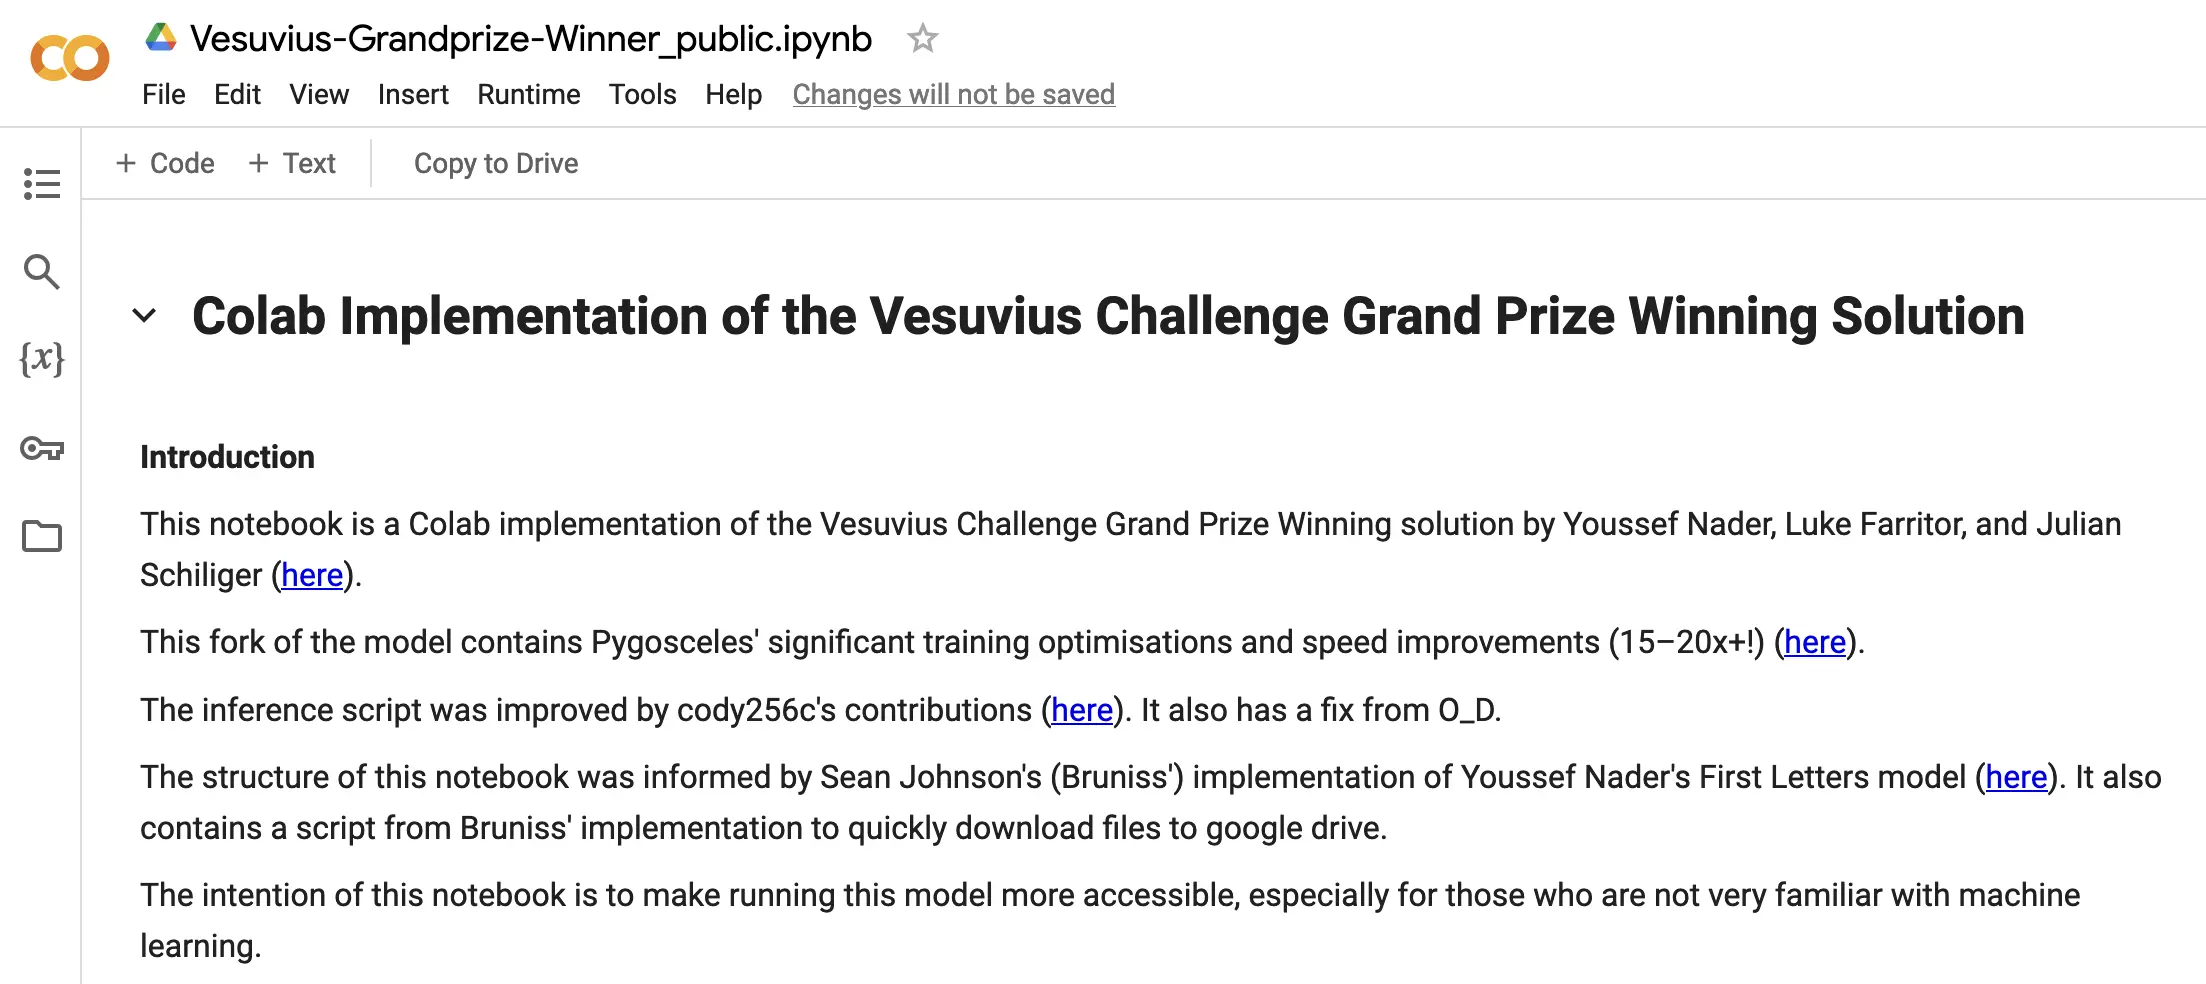 Vesuvius-Grandprize-Winner_public.ipynb
File Edit View Insert Runtime Tools Help Changes will not be saved
+ Code + Text Copy to Drive
Colab Implementation of the Vesuvius Challenge Grand Prize Winning Solution
{x}
Introduction
This notebook is a Colab implementation of the Vesuvius Challenge Grand Prize Winning solution by Youssef Nader, Luke Farritor, and Julian
Schiliger (here).
This fork of the model contains Pygosceles' significant training optimisations and speed improvements (15–20x+!) (here).
The inference script was improved by cody256c's contributions (here). It also has a fix from O_D.
The structure of this notebook was informed by Sean Johnson's (Bruniss') implementation of Youssef Nader's First Letters model (here). It also
contains a script from Bruniss' implementation to quickly download files to google drive.
The intention of this notebook is to make running this model more accessible, especially for those who are not very familiar with machine
learning.